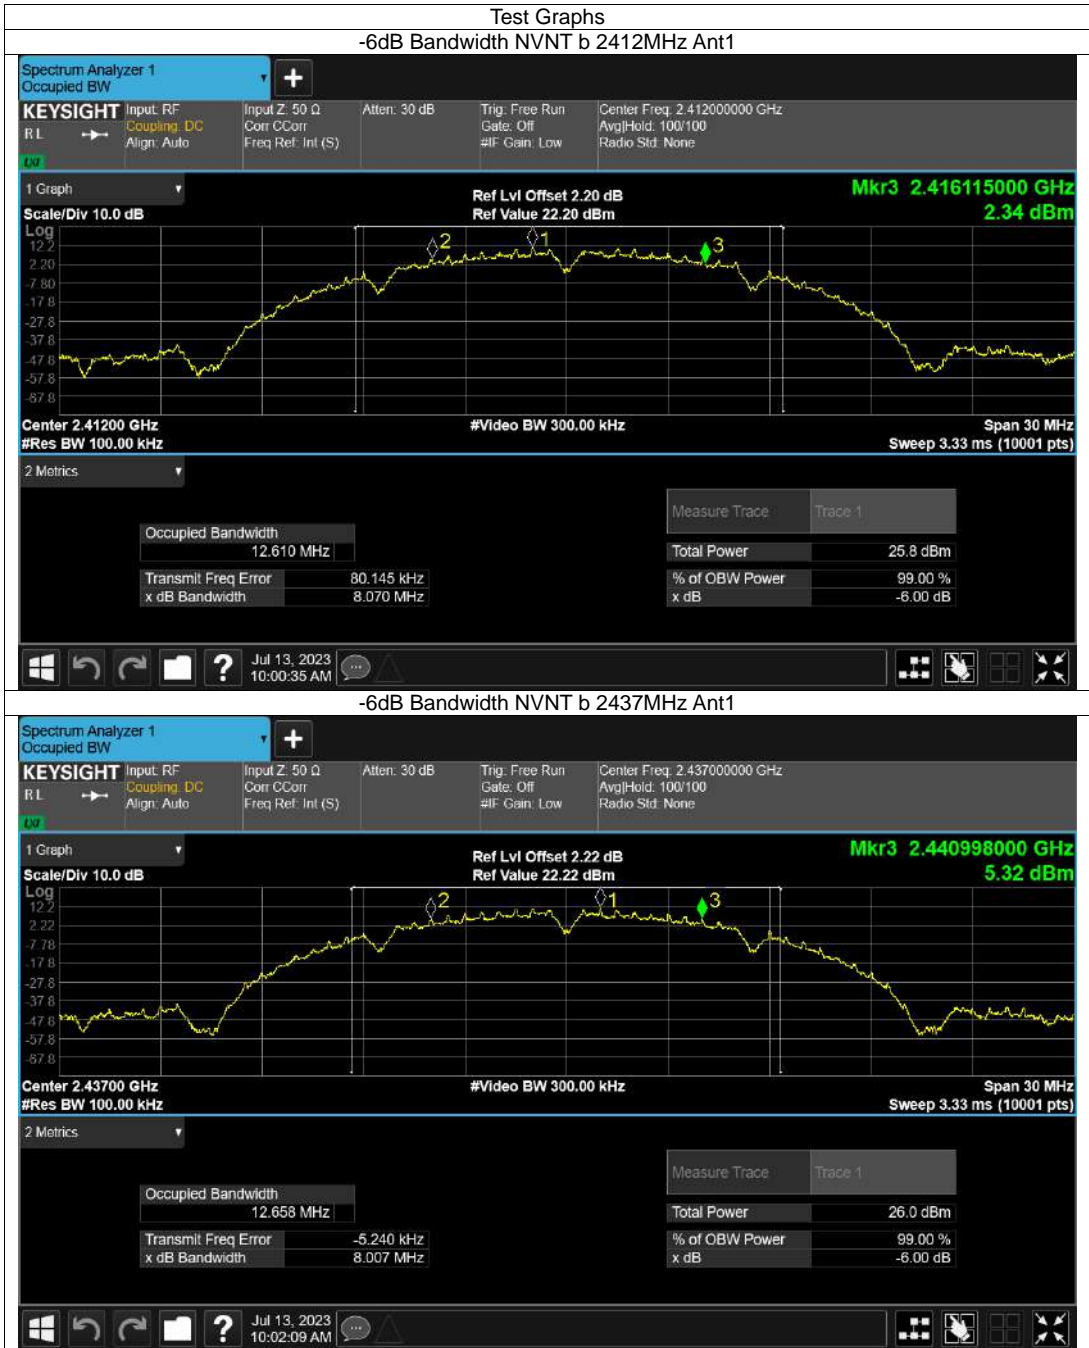 Test Graphs
-6dB Bandwidth NVNT b 2412MHz Ant1
Spectrum Analyzer 1
Occupied BW
+
KEYSIGHT Input: RF Input Z: 50 Ω Atten: 30 dB Trig: Free Run Center Freq: 2.412000000 GHz
RL Coupling: DC Corr CCorr Gate: Off Avg|Hold: 100/100
Align: Auto Freq Ref: Int (S) #IF Gain: Low Radio Std: None
LXI
1 Graph Ref Lvl Offset 2.20 dB Mkr3 2.416115000 GHz
Scale/Div 10.0 dB Ref Value 22.20 dBm 2.34 dBm
Log
12.2
2.20
-7.80
-17.8
-27.8
-37.8
-47.8
-57.8
-67.8
2 1 3
Center 2.41200 GHz #Video BW 300.00 kHz Span 30 MHz
#Res BW 100.00 kHz Sweep 3.33 ms (10001 pts)
2 Metrics
Measure Trace Trace 1
Occupied Bandwidth
12.610 MHz Total Power 25.8 dBm
Transmit Freq Error 80.145 kHz % of OBW Power 99.00 %
x dB Bandwidth 8.070 MHz x dB -6.00 dB
? Jul 13, 2023
10:00:35 AM
-6dB Bandwidth NVNT b 2437MHz Ant1
Spectrum Analyzer 1
Occupied BW
+
KEYSIGHT Input: RF Input Z: 50 Ω Atten: 30 dB Trig: Free Run Center Freq: 2.437000000 GHz
RL Coupling: DC Corr CCorr Gate: Off Avg|Hold: 100/100
Align: Auto Freq Ref: Int (S) #IF Gain: Low Radio Std: None
LXI
1 Graph Ref Lvl Offset 2.22 dB Mkr3 2.440998000 GHz
Scale/Div 10.0 dB Ref Value 22.22 dBm 5.32 dBm
Log
12.2
2.22
-7.78
-17.8
-27.8
-37.8
-47.8
-57.8
-67.8
2 1 3
Center 2.43700 GHz #Video BW 300.00 kHz Span 30 MHz
#Res BW 100.00 kHz Sweep 3.33 ms (10001 pts)
2 Metrics
Measure Trace Trace 1
Occupied Bandwidth
12.658 MHz Total Power 26.0 dBm
Transmit Freq Error -5.240 kHz % of OBW Power 99.00 %
x dB Bandwidth 8.007 MHz x dB -6.00 dB
? Jul 13, 2023
10:02:09 AM